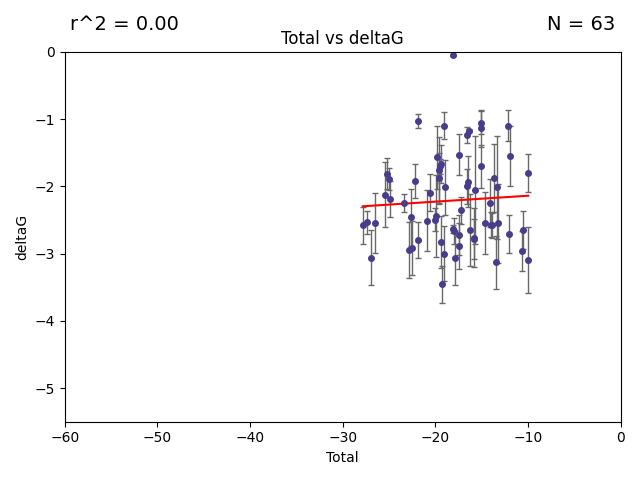 r^2 = 0.00
N = 63
Total vs deltaG
0
−1
−2
−3
−4
−5
deltaG
−60
−50
−40
−30
−20
−10
0
Total